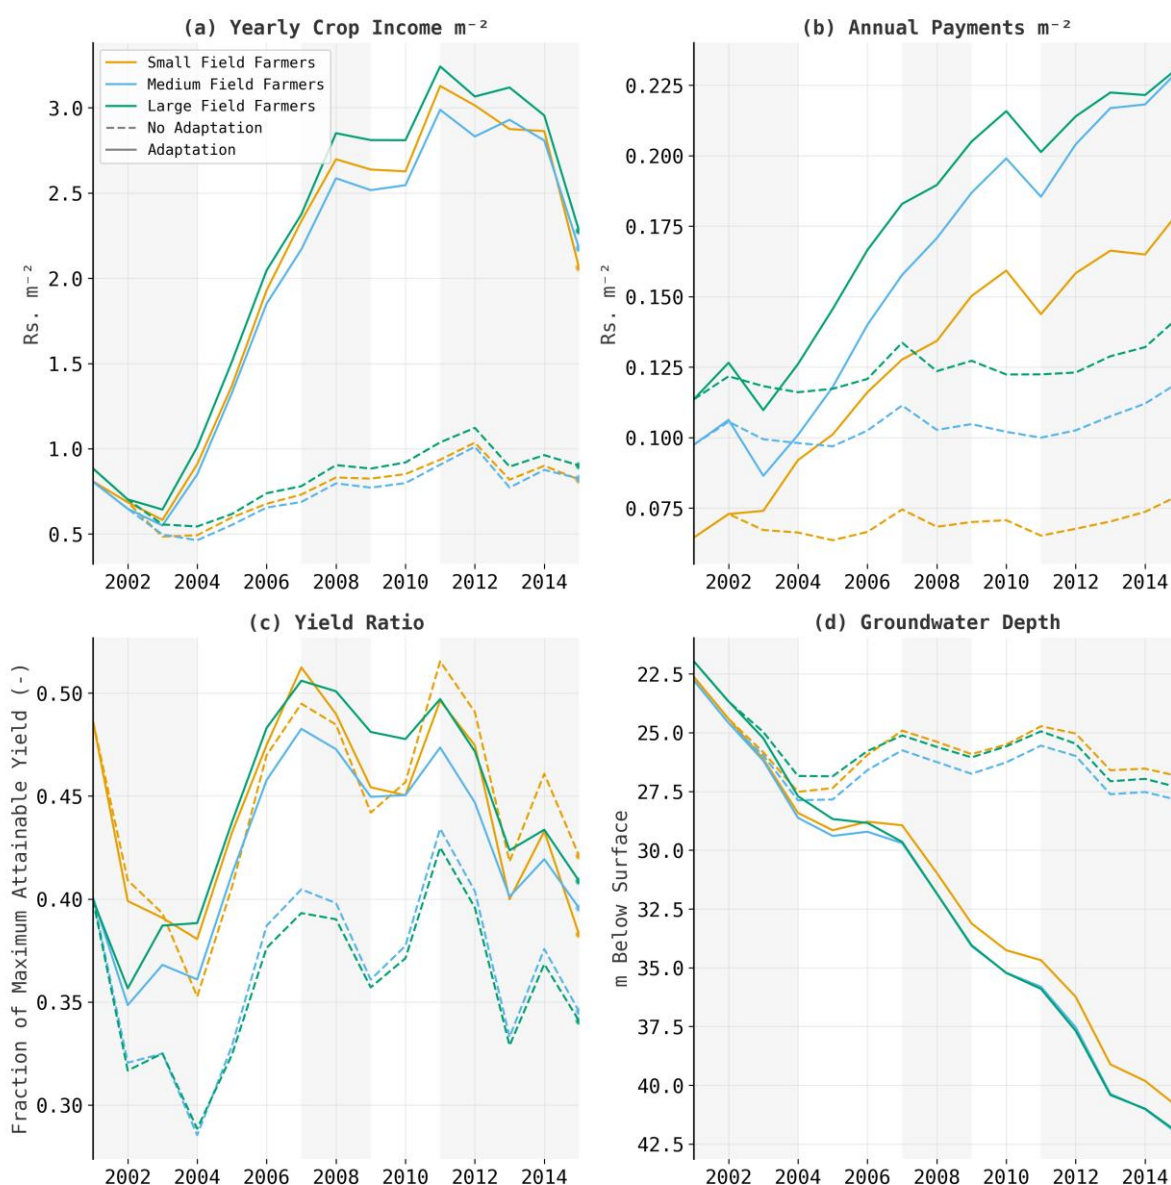 (a) Yearly Crop Income m⁻²
Small Field Farmers
Medium Field Farmers
Large Field Farmers
No Adaptation
Adaptation
Rs. m⁻²
3.0
2.5
2.0
1.5
1.0
0.5
2002 2004 2006 2008 2010 2012 2014
(b) Annual Payments m⁻²
Rs. m⁻²
0.225
0.200
0.175
0.150
0.125
0.100
0.075
2002 2004 2006 2008 2010 2012 2014
(c) Yield Ratio
Fraction of Maximum Attainable Yield (-)
0.50
0.45
0.40
0.35
0.30
2002 2004 2006 2008 2010 2012 2014
(d) Groundwater Depth
m Below Surface
22.5
25.0
27.5
30.0
32.5
35.0
37.5
40.0
42.5
2002 2004 2006 2008 2010 2012 2014